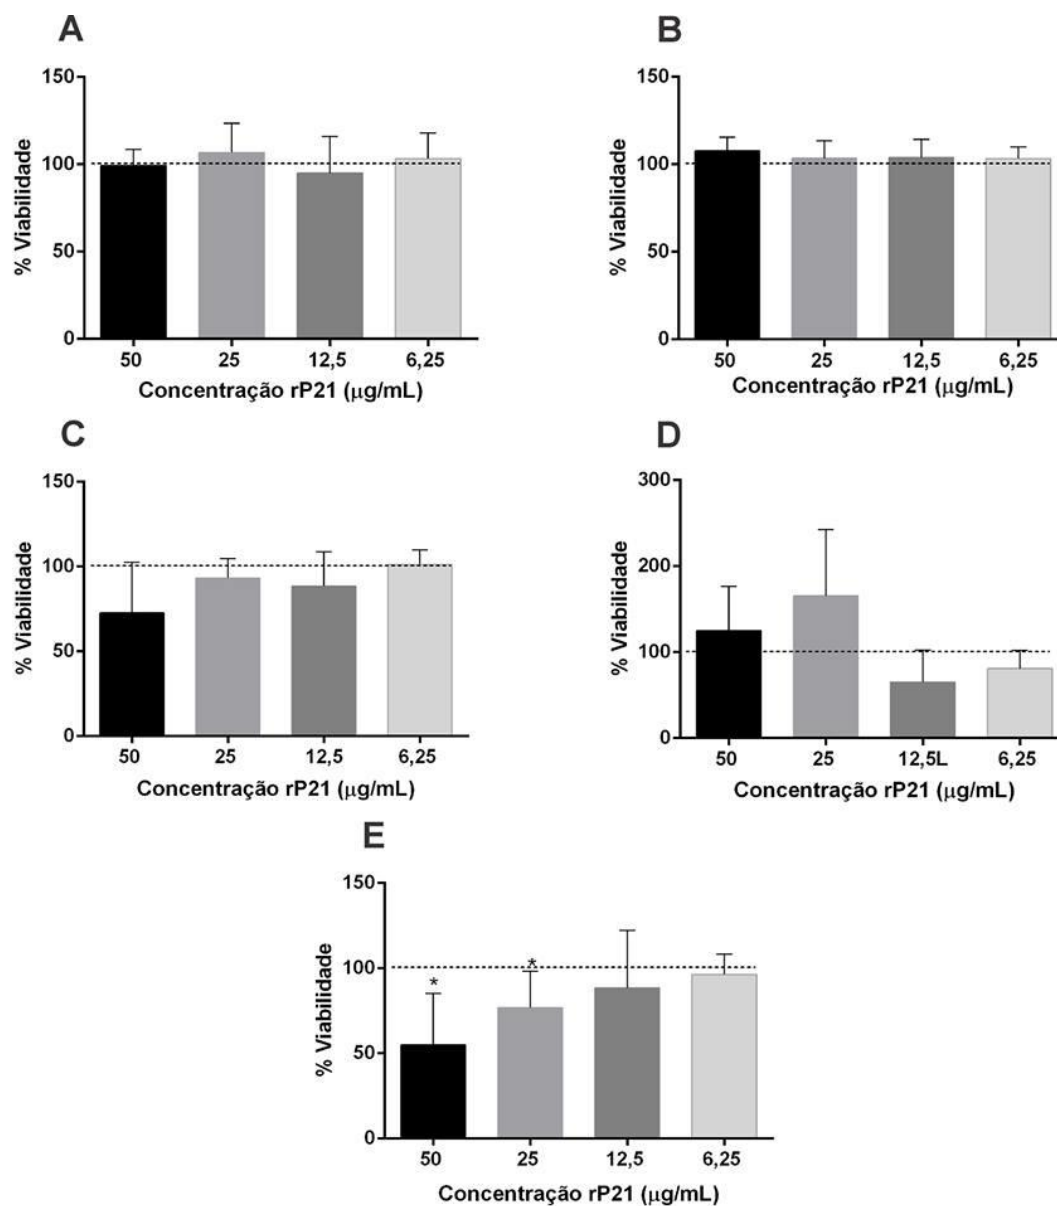 A
% Viabilidade
150
100
50
0
50 25 12,5 6,25
Concentração rP21 (μg/mL)
B
% Viabilidade
150
100
50
0
50 25 12,5 6,25
Concentração rP21 (μg/mL)
C
% Viabilidade
150
100
50
0
50 25 12,5 6,25
Concentração rP21 (μg/mL)
D
% Viabilidade
300
200
100
0
50 25 12,5L 6,25
Concentração rP21 (μg/mL)
E
% Viabilidade
150
100
50
0
* *
50 25 12,5 6,25
Concentração rP21 (μg/mL)